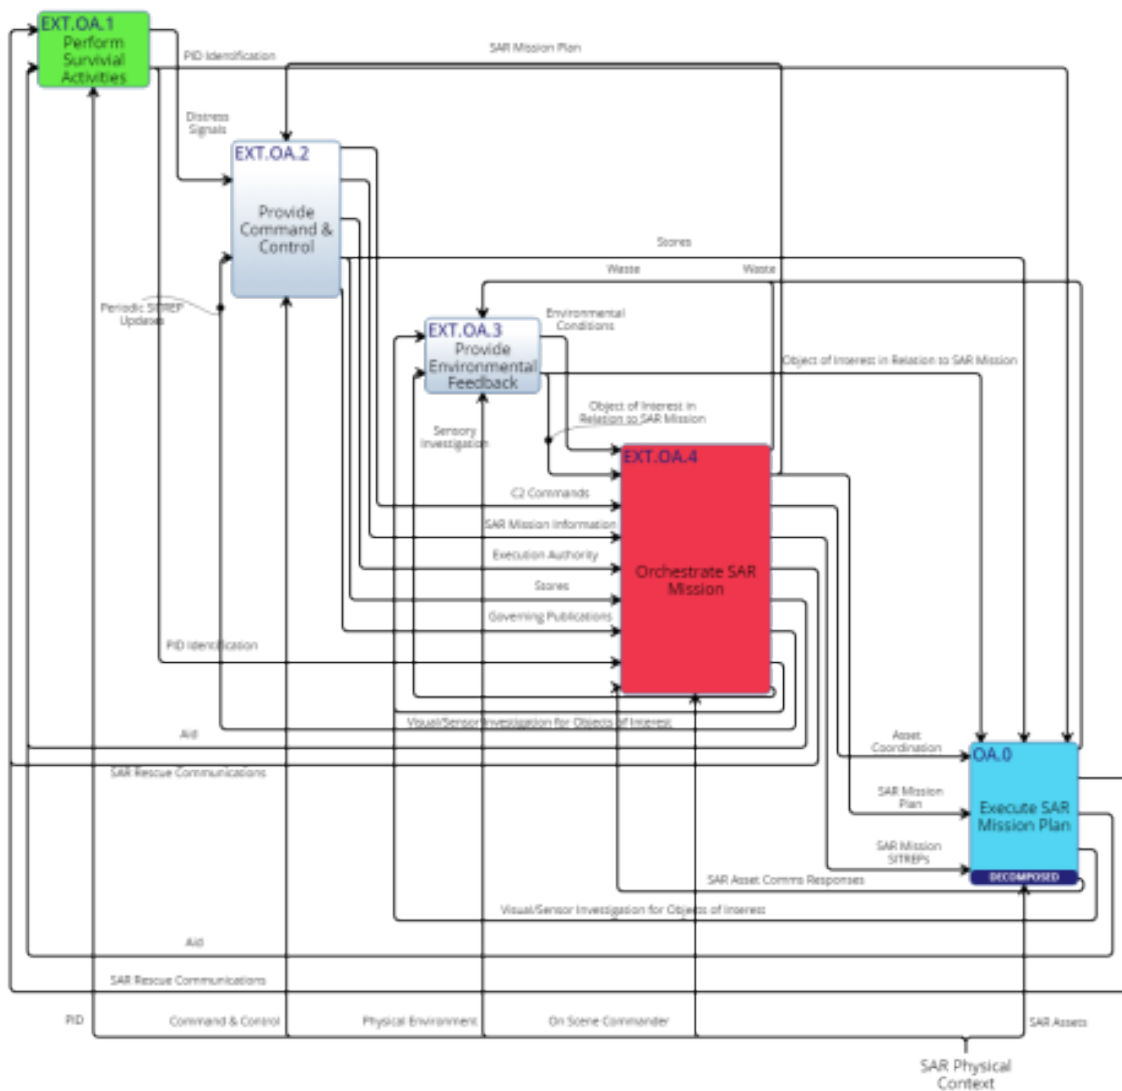 EXT.OA.1
Perform
Survivial
Activities
PID Identification
SAR Mission Plan
Distress
Signals
EXT.OA.2
Provide
Command &
Control
Stores
Waste
Waste
Periodic SITREP
Updates
Environmental
Conditions
EXT.OA.3
Provide
Environmental
Feedback
Object of Interest in Relation to SAR Mission
Object of Interest in
Relation to SAR Mission
Sensory
Investigation
EXT.OA.4
Orchestrate SAR
Mission
C2 Commands
SAR Mission Information
Execution Authority
Stores
Governing Publications
PID Identification
Visual/Sensor Investigation for Objects of Interest
Aid
SAR Rescue Communications
Asset
Coordination
OA.0
Execute SAR
Mission Plan
DECOMPOSED
SAR Mission
Plan
SAR Mission
SITREPs
SAR Asset Comms Responses
Visual/Sensor Investigation for Objects of Interest
Aid
SAR Rescue Communications
PID
Command & Control
Physical Environment
On Scene Commander
SAR Assets
SAR Physical
Context